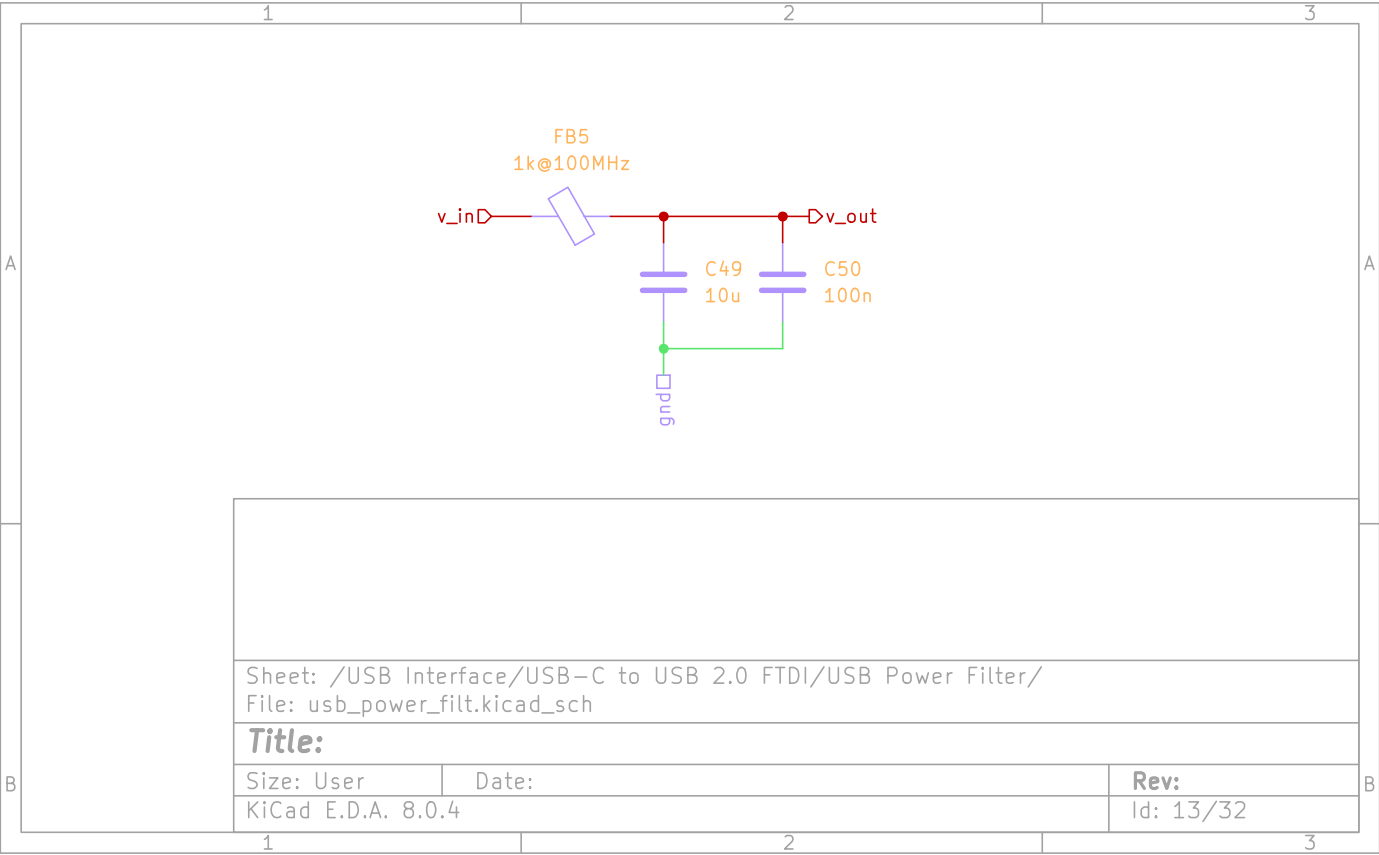 1 2 3
FB5
1k@100MHz
v_in
v_out
A
A
C49
C50
10u
100n
gnd
Sheet: /USB Interface/USB-C to USB 2.0 FTDI/USB Power Filter/
File: usb_power_filt.kicad_sch
Title:
Size: User
Date:
Rev:
B
B
KiCad E.D.A. 8.0.4
Id: 13/32
1 2 3